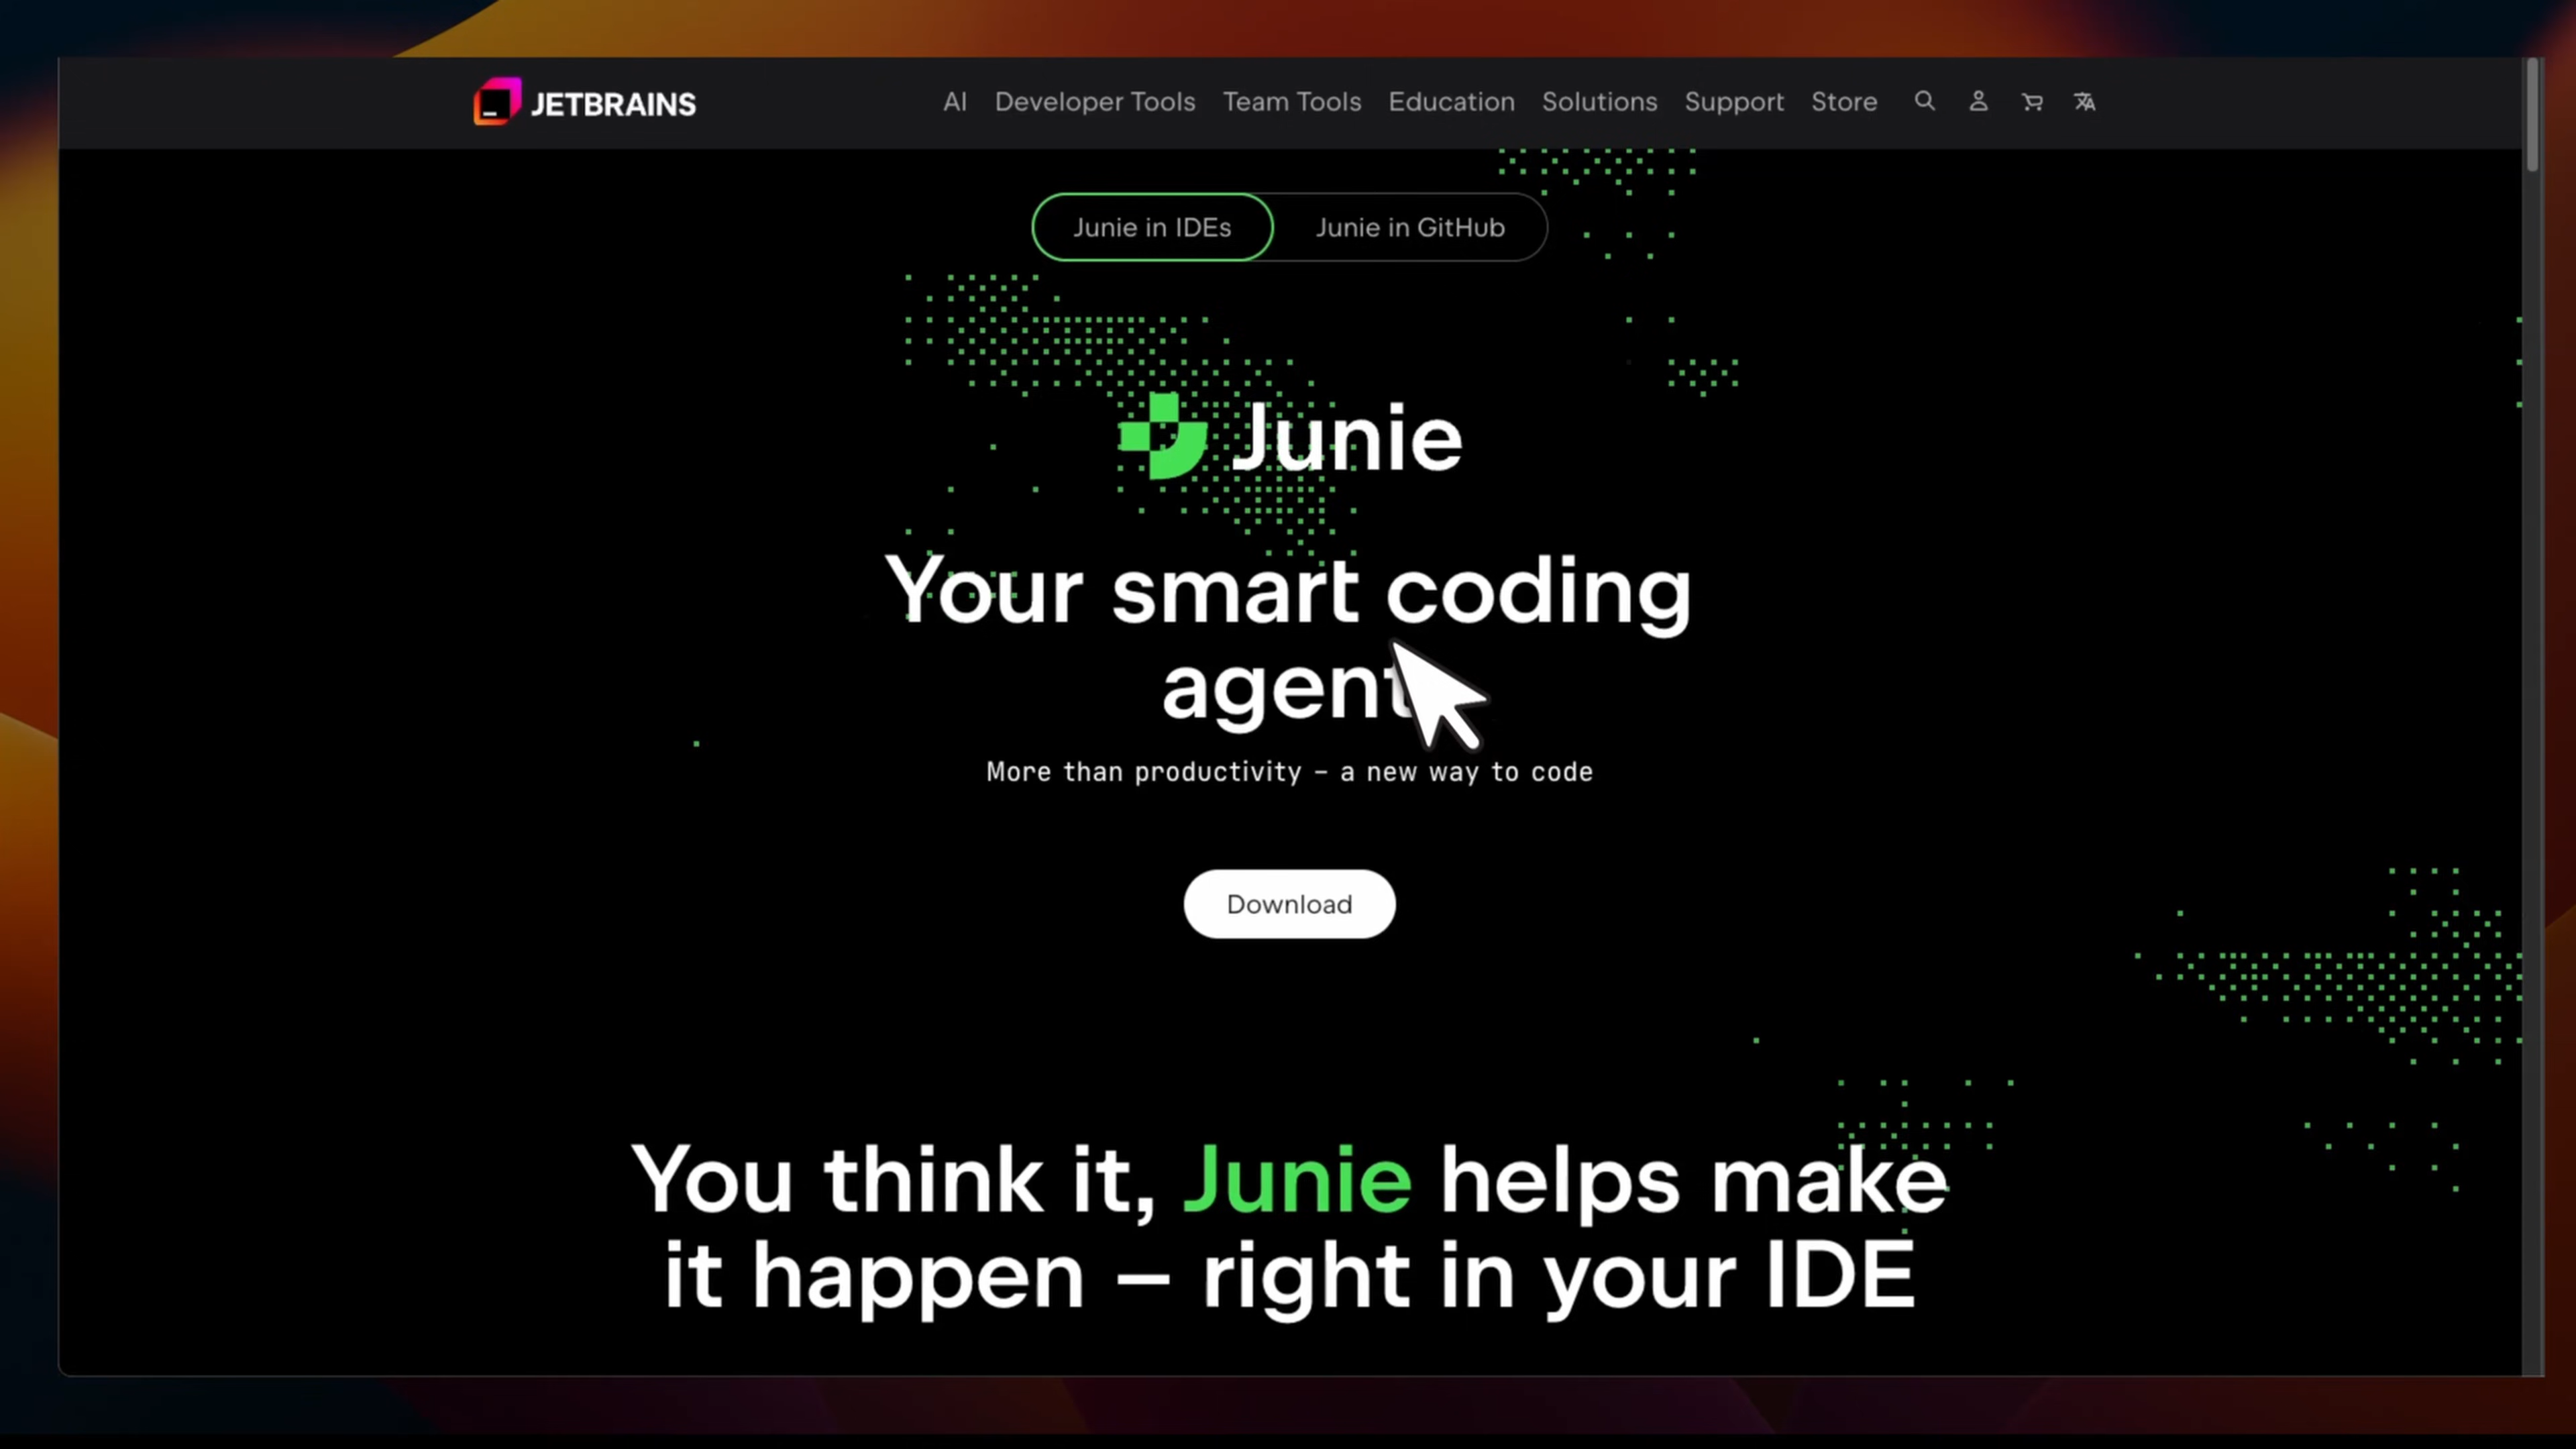 JETBRAINS
AI Developer Tools Team Tools Education Solutions Support Store
Junie in IDEs Junie in GitHub
Junie
Your smart coding
agent
More than productivity – a new way to code
Download
You think it, Junie helps make
it happen – right in your IDE